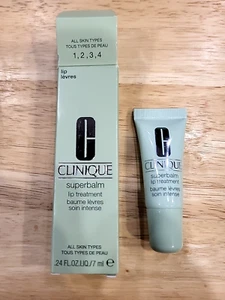 ALL SKIN TYPES
TOUS TYPES DE PEAU
1, 2, 3, 4
lip
lèvres
C
CLINIQUE
superbalm
lip treatment
baume lèvres
soin intense
ALL SKIN TYPES
TOUS TYPES DE PEAU
.24 FL.OZ.LIQ./7 ml e
C
CLINIQUE
superbalm
lip treatment
baume lèvres
soin intense